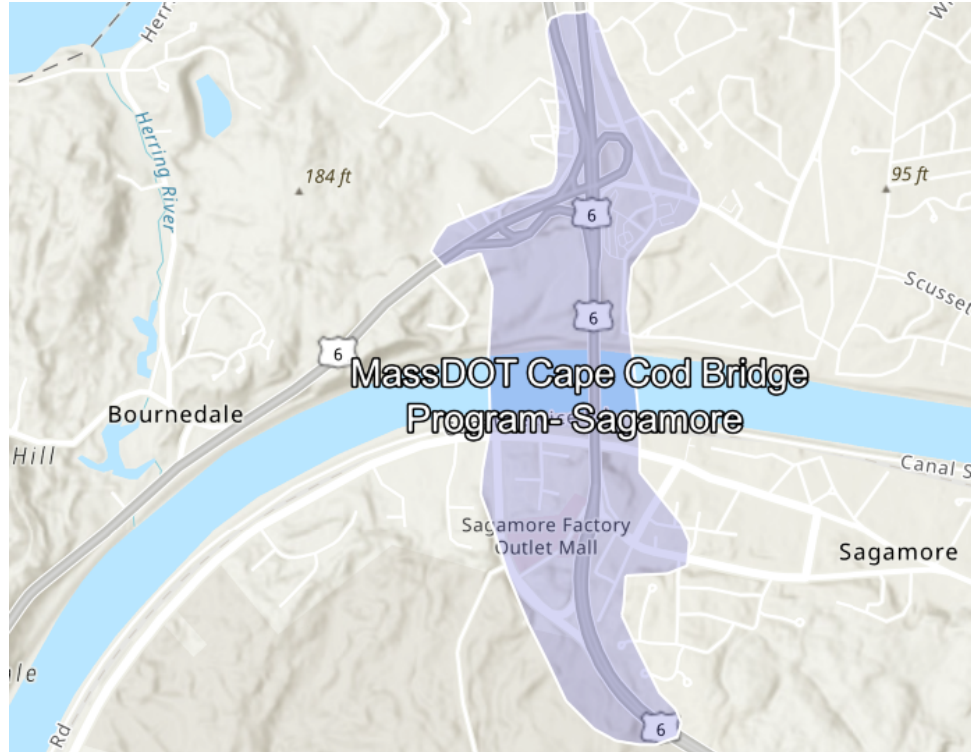 Herr
Wi
Herring River
184 ft
95 ft
6
Scusset
6
6
MassDOT Cape Cod Bridge
Program- Sagamore
Bournedale
Hill
Canal S
Sagamore Factory
Outlet Mall
Sagamore
le
Rd
6